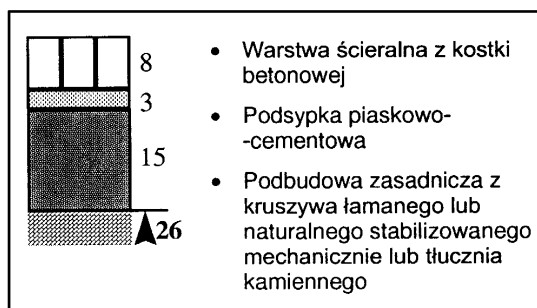 8
3
15
26
• Warstwa ścieralna z kostki
betonowej
• Podsypka piaskowo-
-cementowa
• Podbudowa zasadnicza z
kruszywa łamanego lub
naturalnego stabilizowanego
mechanicznie lub tłucznia
kamiennego